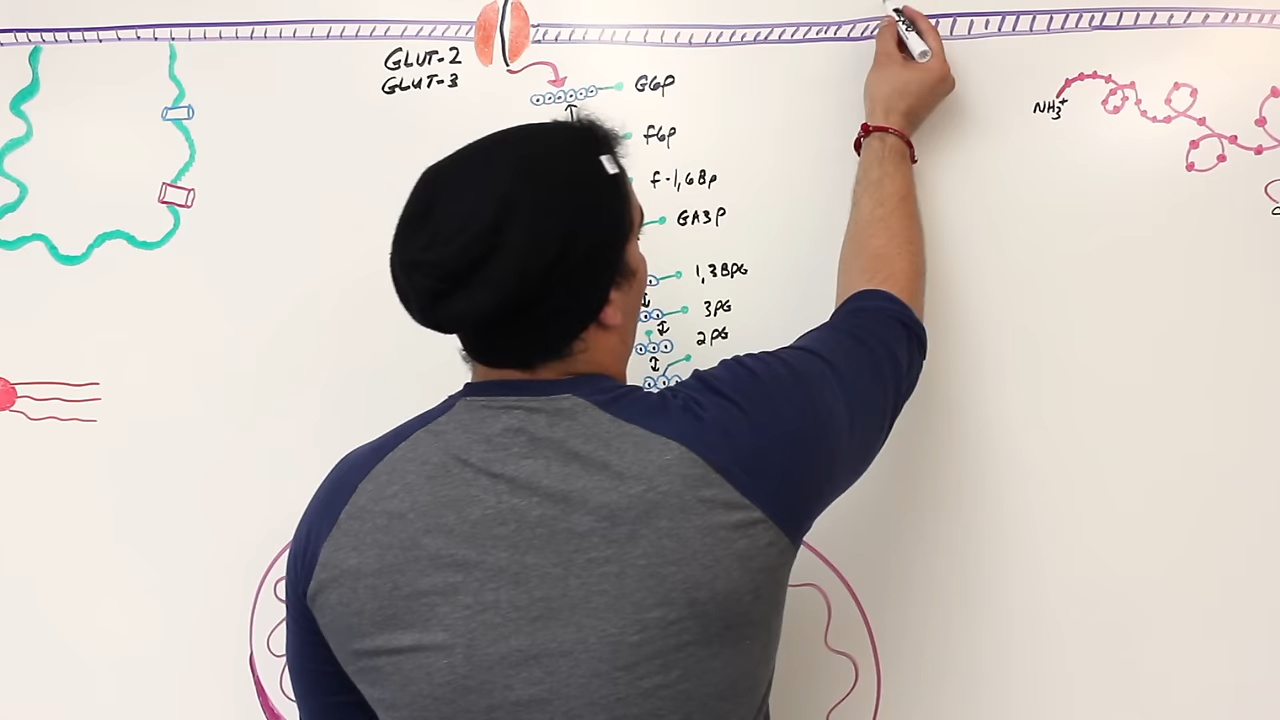 GLUT-2
GLUT-3
G6P
f6p
f-1,6Bp
GA3P
1,3BPG
3PG
2PG
NH3+